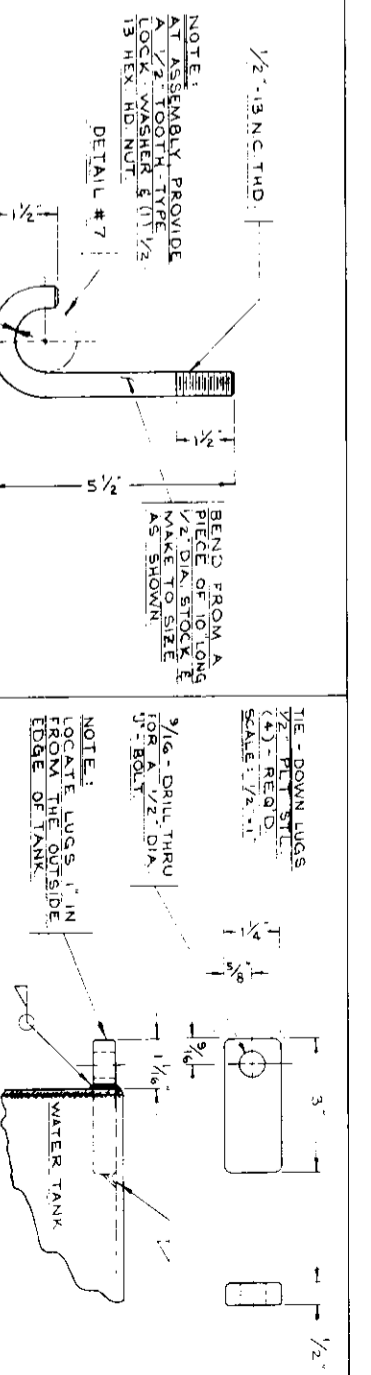 1/2"-13 N.C. THD.
NOTE:
AT ASSEMBLY PROVIDE
A 1/2" TOOTH TYPE
LOCK WASHER & (1) 1/2
13 HEX HD. NUT.
DETAIL #7
1 1/2"
1 1/2"
5 1/2"
BEND FROM A
PIECE OF 10" LONG
1/2" DIA. STOCK &
MAKE TO SIZE
AS SHOWN.
TIE-DOWN LUGS
1/2" PLT STL.
(4)-REQ'D
SCALE: 1/2"=1"
9/16 - DRILL THRU
FOR A 1/2" DIA.
"J"-BOLT.
NOTE:
LOCATE LUGS 1" IN
FROM THE OUTSIDE
EDGE OF TANK
1 1/4"
5/8"
9/16"
3"
1/2"
1 1/16"
WATER TANK